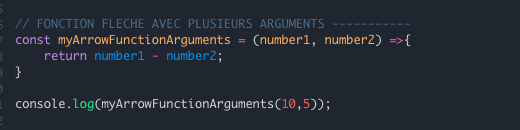 // FONCTION FLECHE AVEC PLUSIEURS ARGUMENTS -----------
const myArrowFunctionArguments = (number1, number2) =>{
return number1 - number2;
}
console.log(myArrowFunctionArguments(10,5));